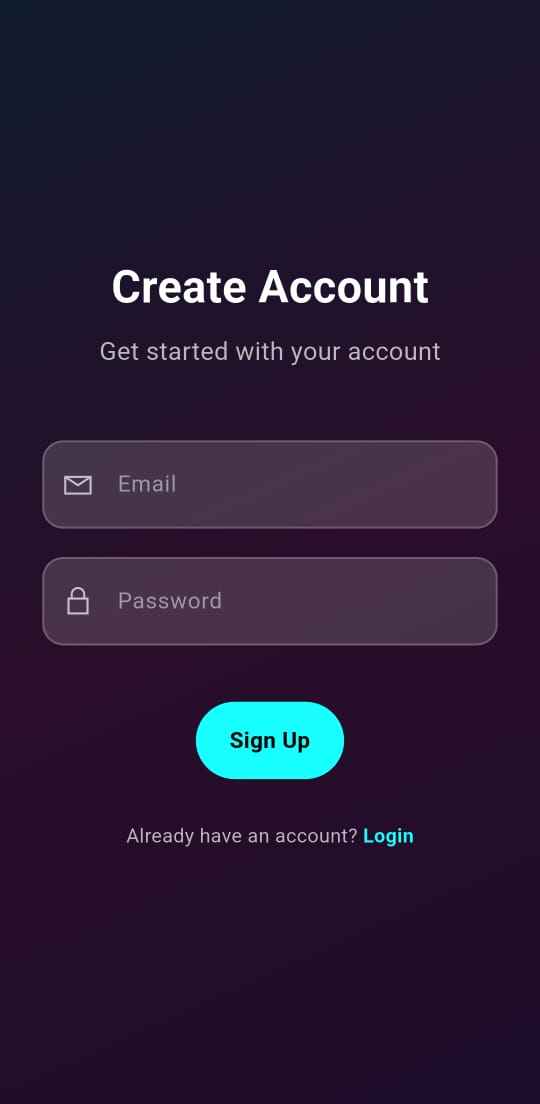 Create Account
Get started with your account
Email
Password
Sign Up
Already have an account? Login